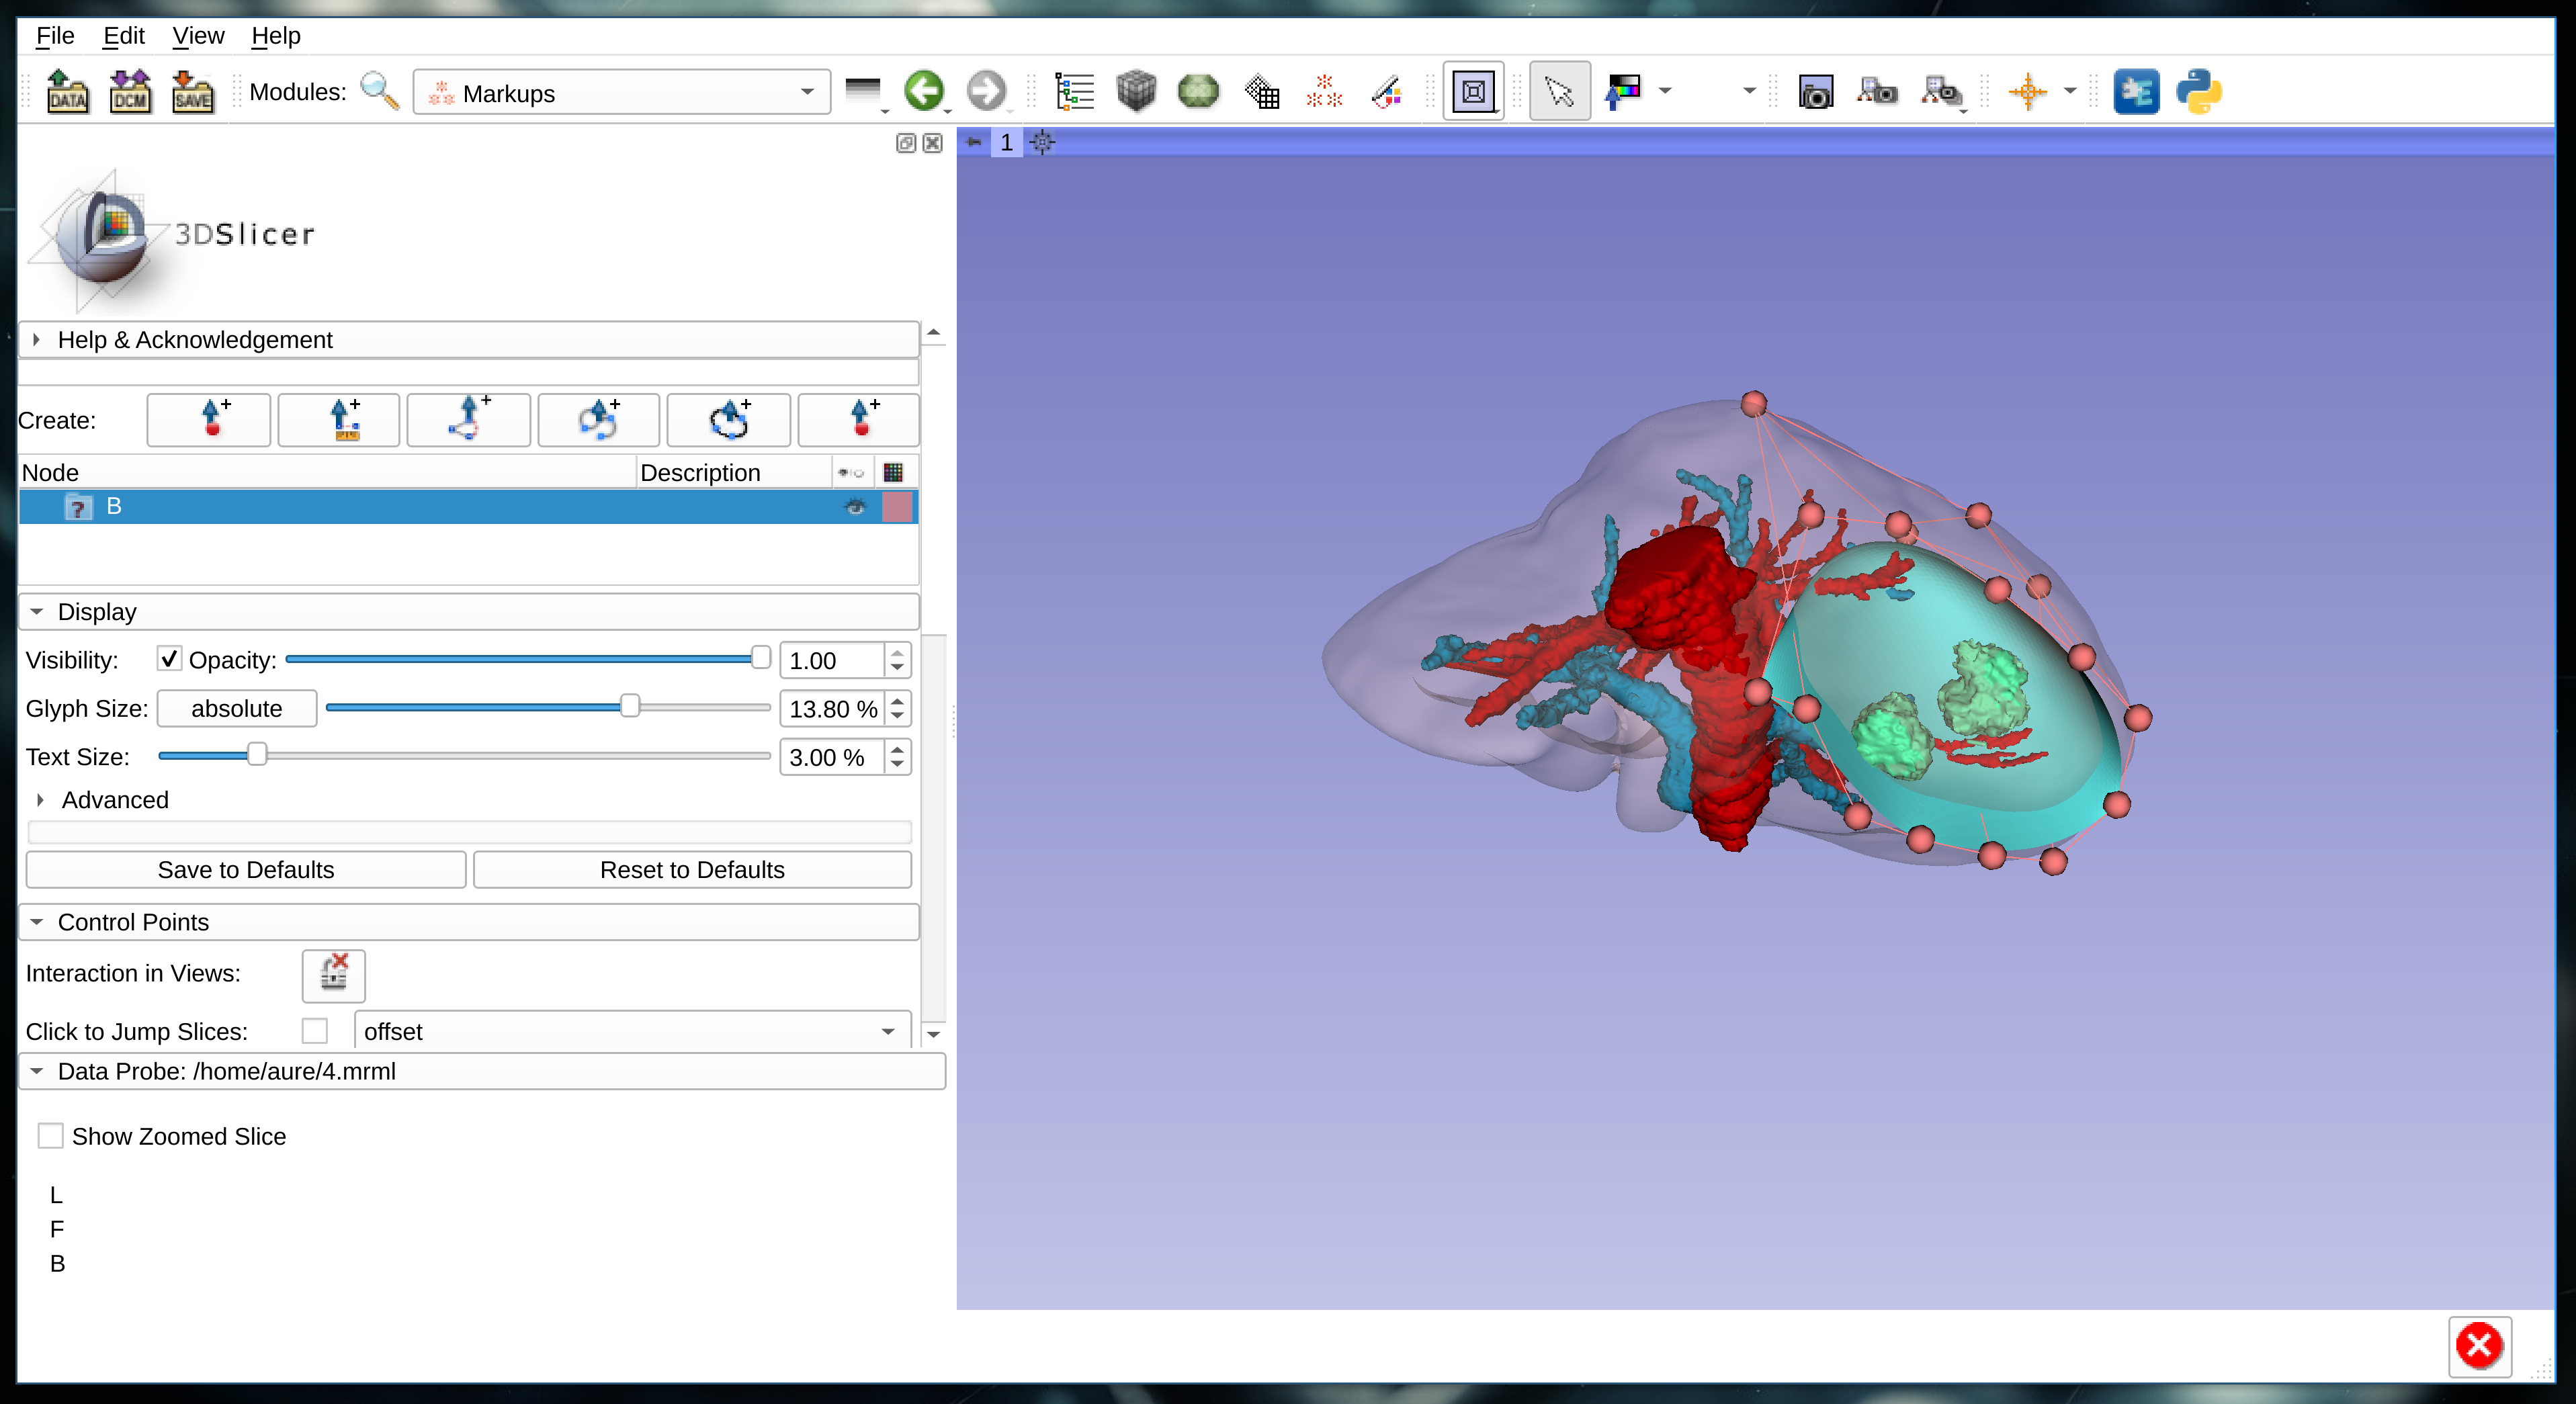 File Edit View Help
DATA DCM SAVE Modules: Markups
1
3DSlicer
Help & Acknowledgement
Create:
Node Description
? B
Display
Visibility: Opacity: 1.00
Glyph Size: absolute 13.80 %
Text Size: 3.00 %
Advanced
Save to Defaults Reset to Defaults
Control Points
Interaction in Views:
Click to Jump Slices: offset
Data Probe: /home/aure/4.mrml
Show Zoomed Slice
L
F
B